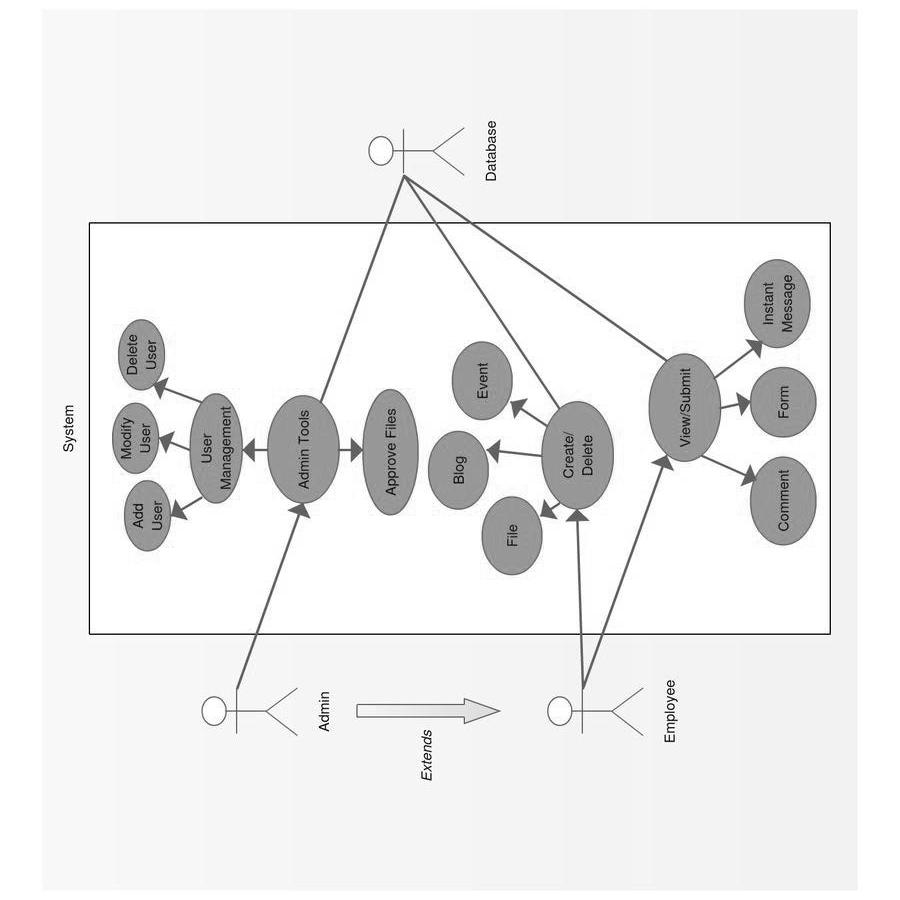 System
Add
User
Modify
User
Delete
User
User
Management
Admin Tools
Approve Files
Admin
Extends
Database
File
Blog
Event
Create/
Delete
Employee
View/Submit
Comment
Form
Instant
Message